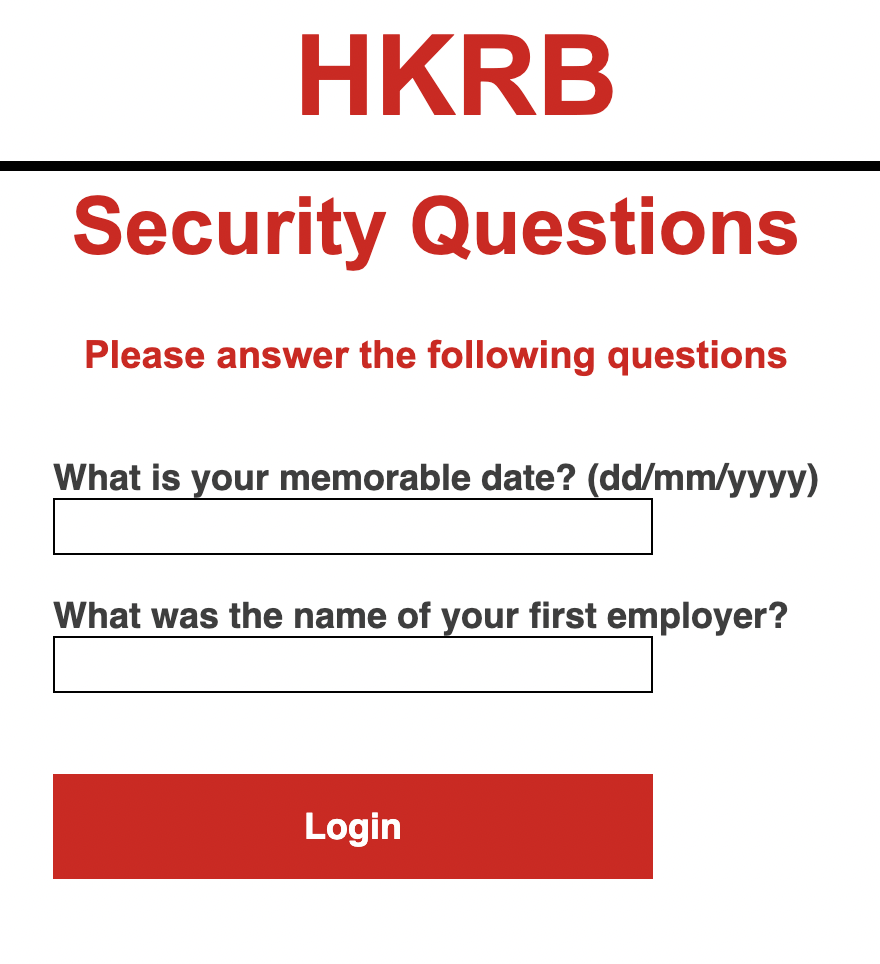 HKRB
Security Questions
Please answer the following questions
What is your memorable date? (dd/mm/yyyy)
What was the name of your first employer?
Login